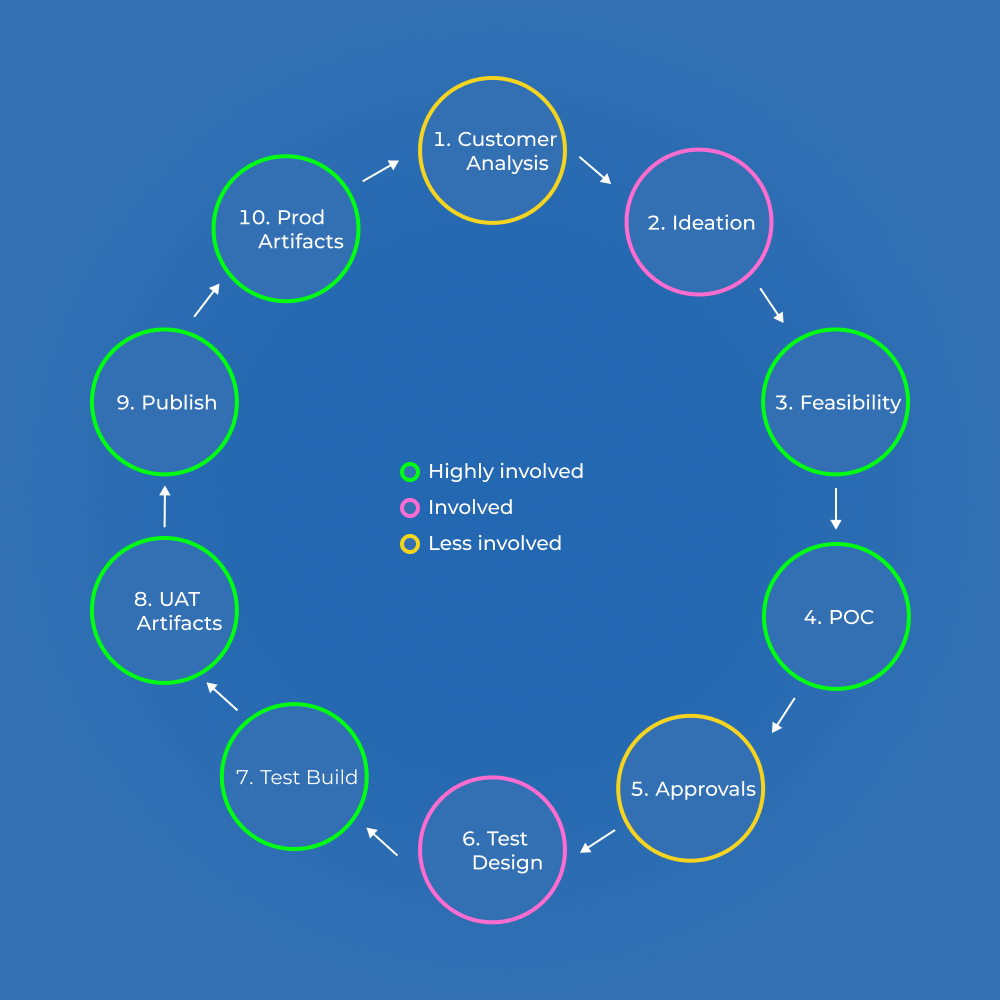 1. Customer
Analysis
2. Ideation
3. Feasibility
4. POC
5. Approvals
6. Test
Design
7. Test Build
8. UAT
Artifacts
9. Publish
10. Prod
Artifacts
Highly involved
Involved
Less involved